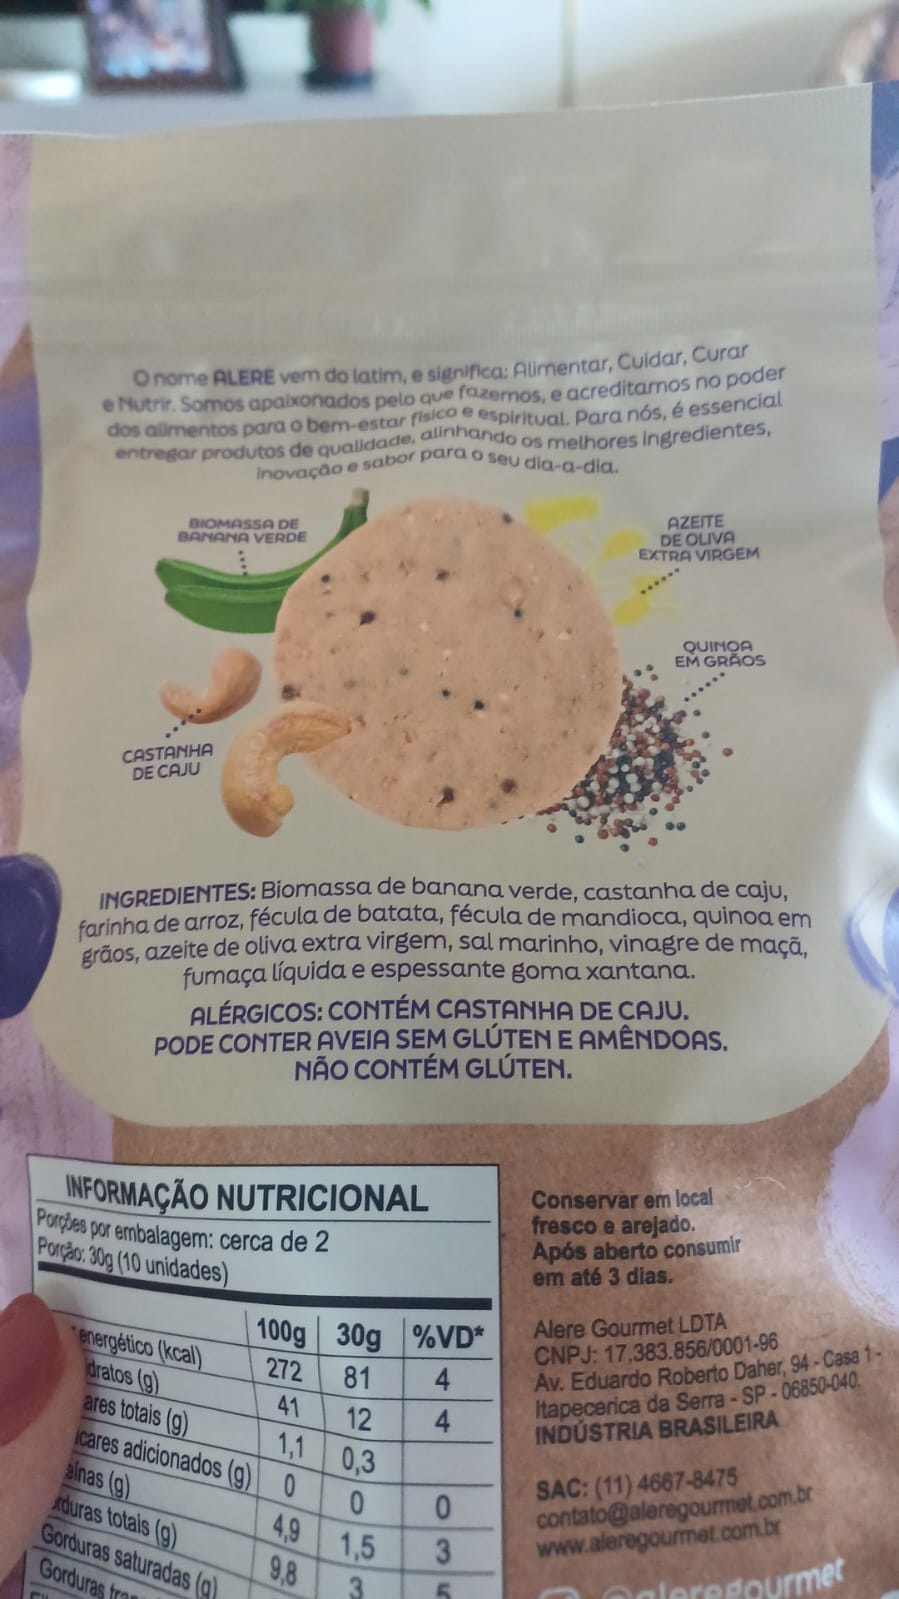 O nome ALERE vem do latim, e significa: Alimentar, Cuidar, Curar
e Nutrir. Somos apaixonados pelo que fazemos, e acreditamos no poder
dos alimentos para o bem-estar físico e espiritual. Para nós, é essencial
entregar produtos de qualidade, alinhando os melhores ingredientes,
inovação e sabor para o seu dia-a-dia.
BIOMASSA DE
BANANA VERDE
AZEITE
DE OLIVA
EXTRA VIRGEM
QUINOA
EM GRÃOS
CASTANHA
DE CAJU
INGREDIENTES: Biomassa de banana verde, castanha de caju,
farinha de arroz, fécula de batata, fécula de mandioca, quinoa em
grãos, azeite de oliva extra virgem, sal marinho, vinagre de maçã,
fumaça líquida e espessante goma xantana.
ALÉRGICOS: CONTÉM CASTANHA DE CAJU.
PODE CONTER AVEIA SEM GLÚTEN E AMÊNDOAS.
NÃO CONTÉM GLÚTEN.
INFORMAÇÃO NUTRICIONAL
Porções por embalagem: cerca de 2
Porção: 30g (10 unidades)
100g 30g %VD*
energético (kcal) 272 81 4
dratos (g) 41 12 4
ares totais (g) 1,1 0,3
cares adicionados (g) 0 0 0
eínas (g) 4,9 1,5 3
orduras totais (g) 9,8 3 5
Gorduras saturadas (g)
Gorduras
Conservar em local
fresco e arejado.
Após aberto consumir
em até 3 dias.
Alere Gourmet LDTA
CNPJ: 17.383.856/0001-96
Av. Eduardo Roberto Daher, 94 - Casa 1 -
Itapecerica da Serra - SP - 06850-040.
INDÚSTRIA BRASILEIRA
SAC: (11) 4667-8475
contato@aleregourmet.com.br
www.aleregourmet.com.br
@aleregourmet